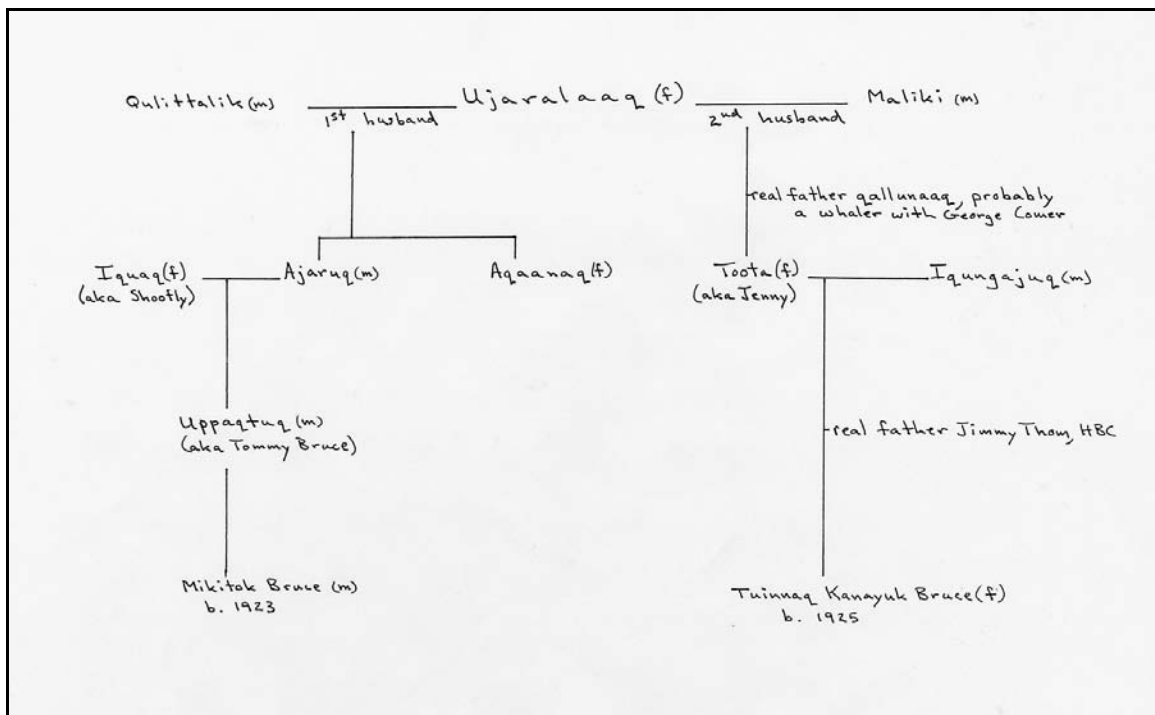 Qulittalik (m) Ujaralaaq (f) Maliki (m)
1st husband 2nd husband
real father qallunaaq, probably
a whaler with George Comer
Iquaq (f) Ajaruq (m) Aqaanaq (f) Toota (f) Iqungajuq (m)
(aka Shoofly) (aka Jenny)
Uppaqtuq (m)
(aka Tommy Bruce)
real father Jimmy Thom, HBC
Mikitok Bruce (m) Tuinnaq Kanayuk Bruce (f)
b. 1923 b. 1925